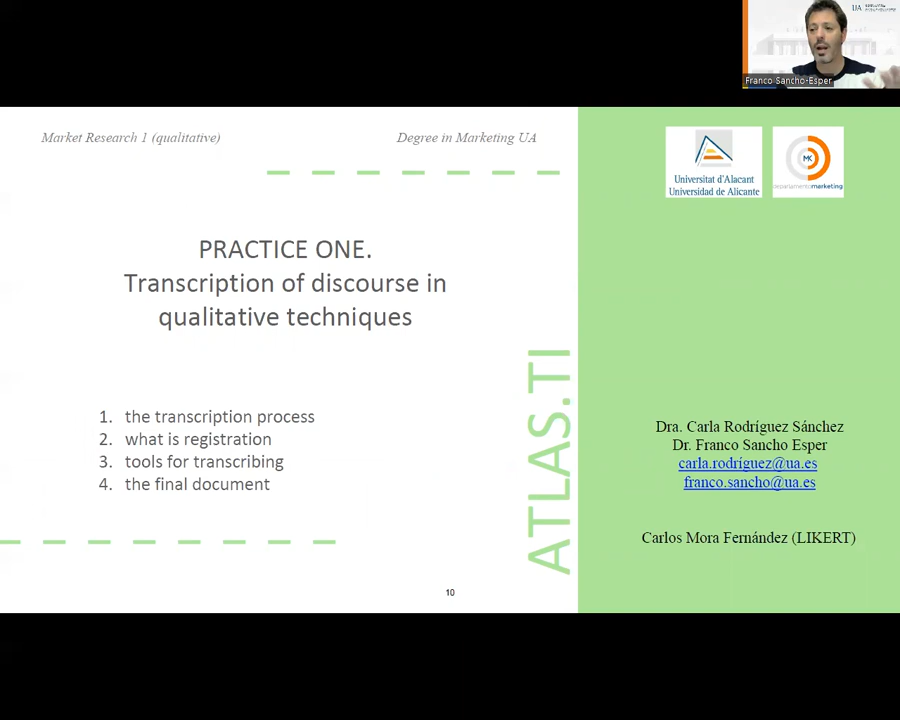 Franco Sancho-Esper
Market Research 1 (qualitative)
Degree in Marketing UA
Universitat d'Alacant
Universidad de Alicante
MK
departamentomarketing
PRACTICE ONE.
Transcription of discourse in
qualitative techniques
1. the transcription process
2. what is registration
3. tools for transcribing
4. the final document
ATLAS.TI
Dra. Carla Rodríguez Sánchez
Dr. Franco Sancho Esper
carla.rodríguez@ua.es
franco.sancho@ua.es
Carlos Mora Fernández (LIKERT)
10